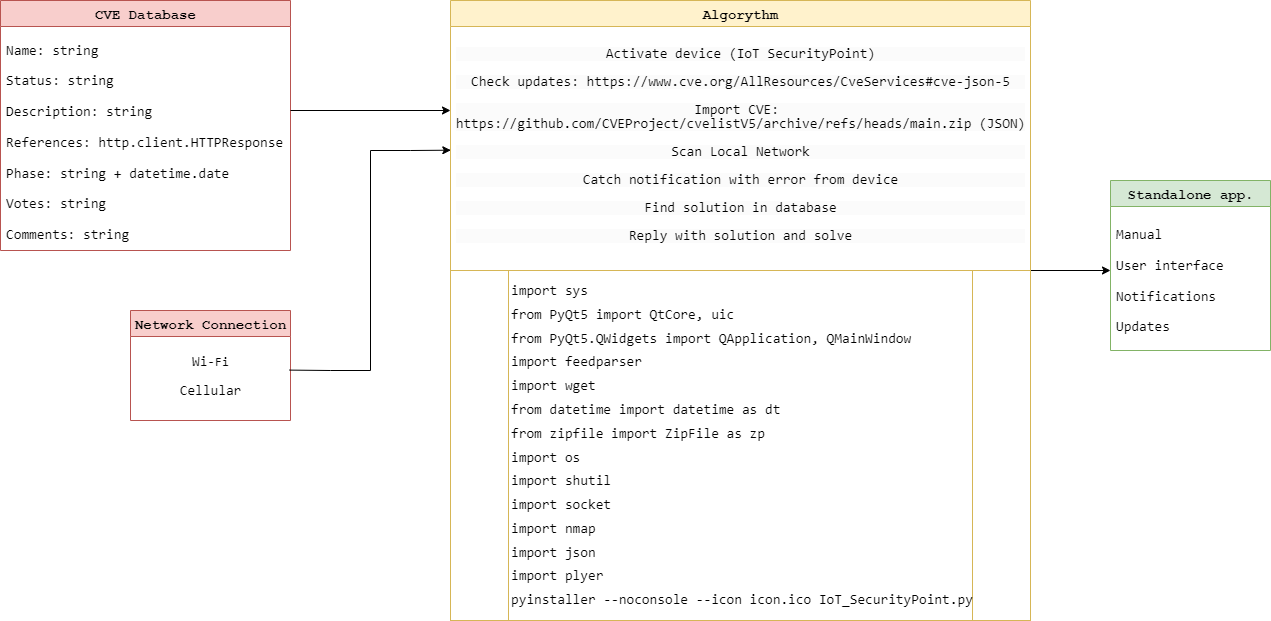 CVE Database
Name: string
Status: string
Description: string
References: http.client.HTTPResponse
Phase: string + datetime.date
Votes: string
Comments: string
Network Connection
Wi-Fi
Cellular
Algorythm
Activate device (IoT SecurityPoint)
Check updates: https://www.cve.org/AllResources/CveServices#cve-json-5
Import CVE:
https://github.com/CVEProject/cvelistV5/archive/refs/heads/main.zip (JSON)
Scan Local Network
Catch notification with error from device
Find solution in database
Reply with solution and solve
import sys
from PyQt5 import QtCore, uic
from PyQt5.QWidgets import QApplication, QMainWindow
import feedparser
import wget
from datetime import datetime as dt
from zipfile import ZipFile as zp
import os
import shutil
import socket
import nmap
import json
import plyer
pyinstaller --noconsole --icon icon.ico IoT_SecurityPoint.py
Standalone app.
Manual
User interface
Notifications
Updates